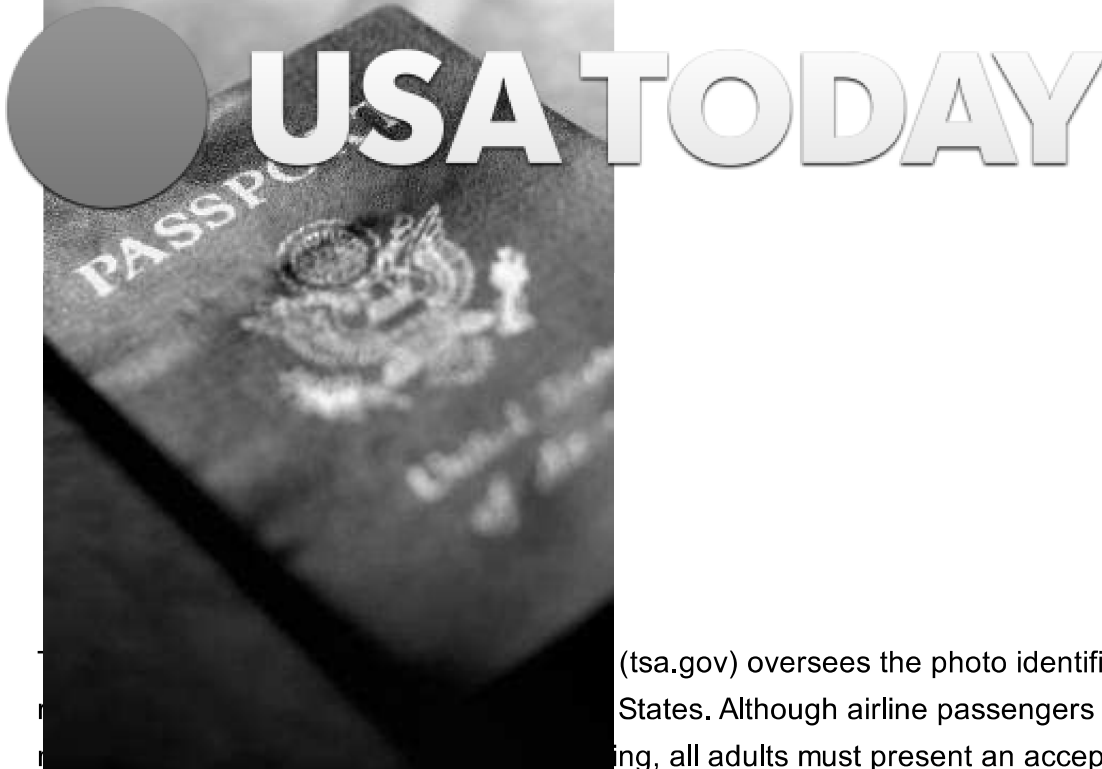 USA TODAY
PASSPORT
(tsa.gov) oversees the photo identifi
States. Although airline passengers
ing, all adults must present an accep